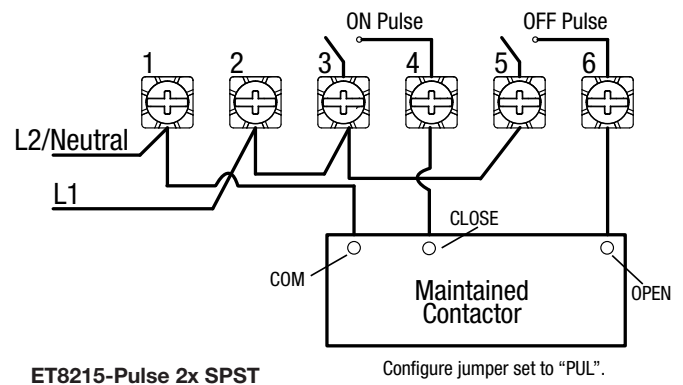 ON Pulse
OFF Pulse
1 2 3 4 5 6
L2/Neutral
L1
CLOSE
COM
OPEN
Maintained
Contactor
ET8215-Pulse 2x SPST
Configure jumper set to “PUL”.